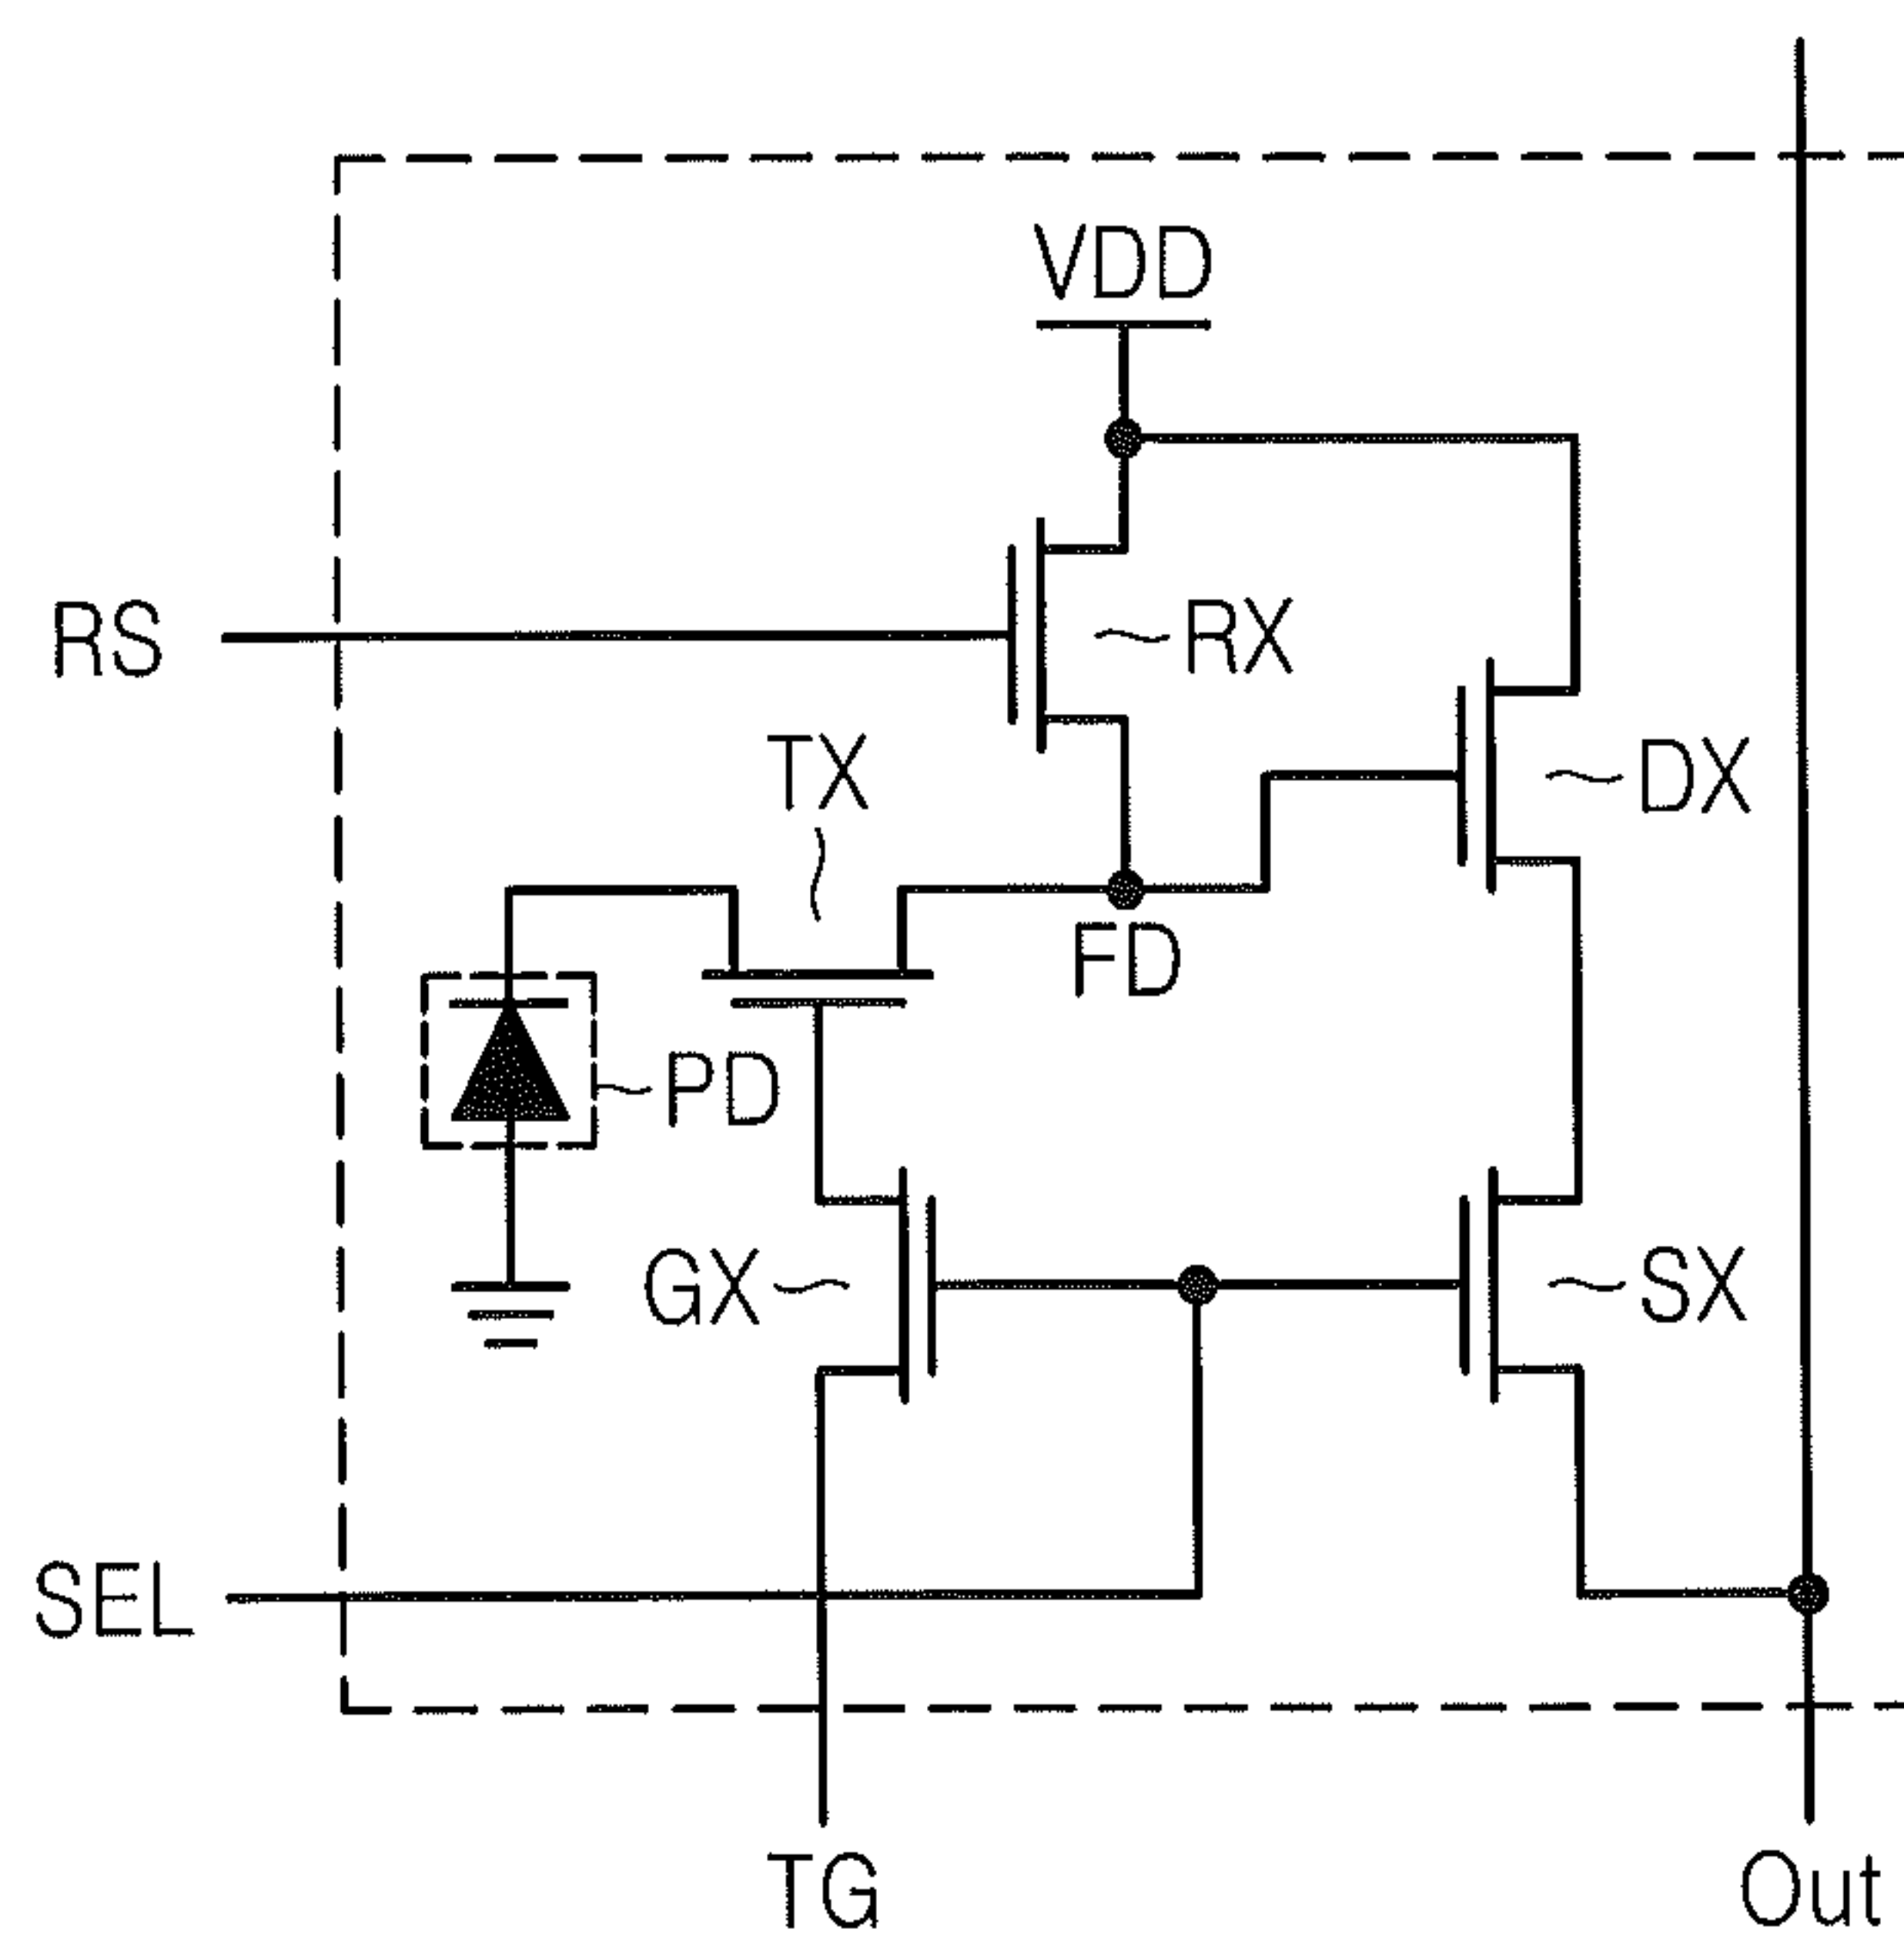 VDD
RS
RX
TX
DX
FD
PD
GX
SX
SEL
TG
Out